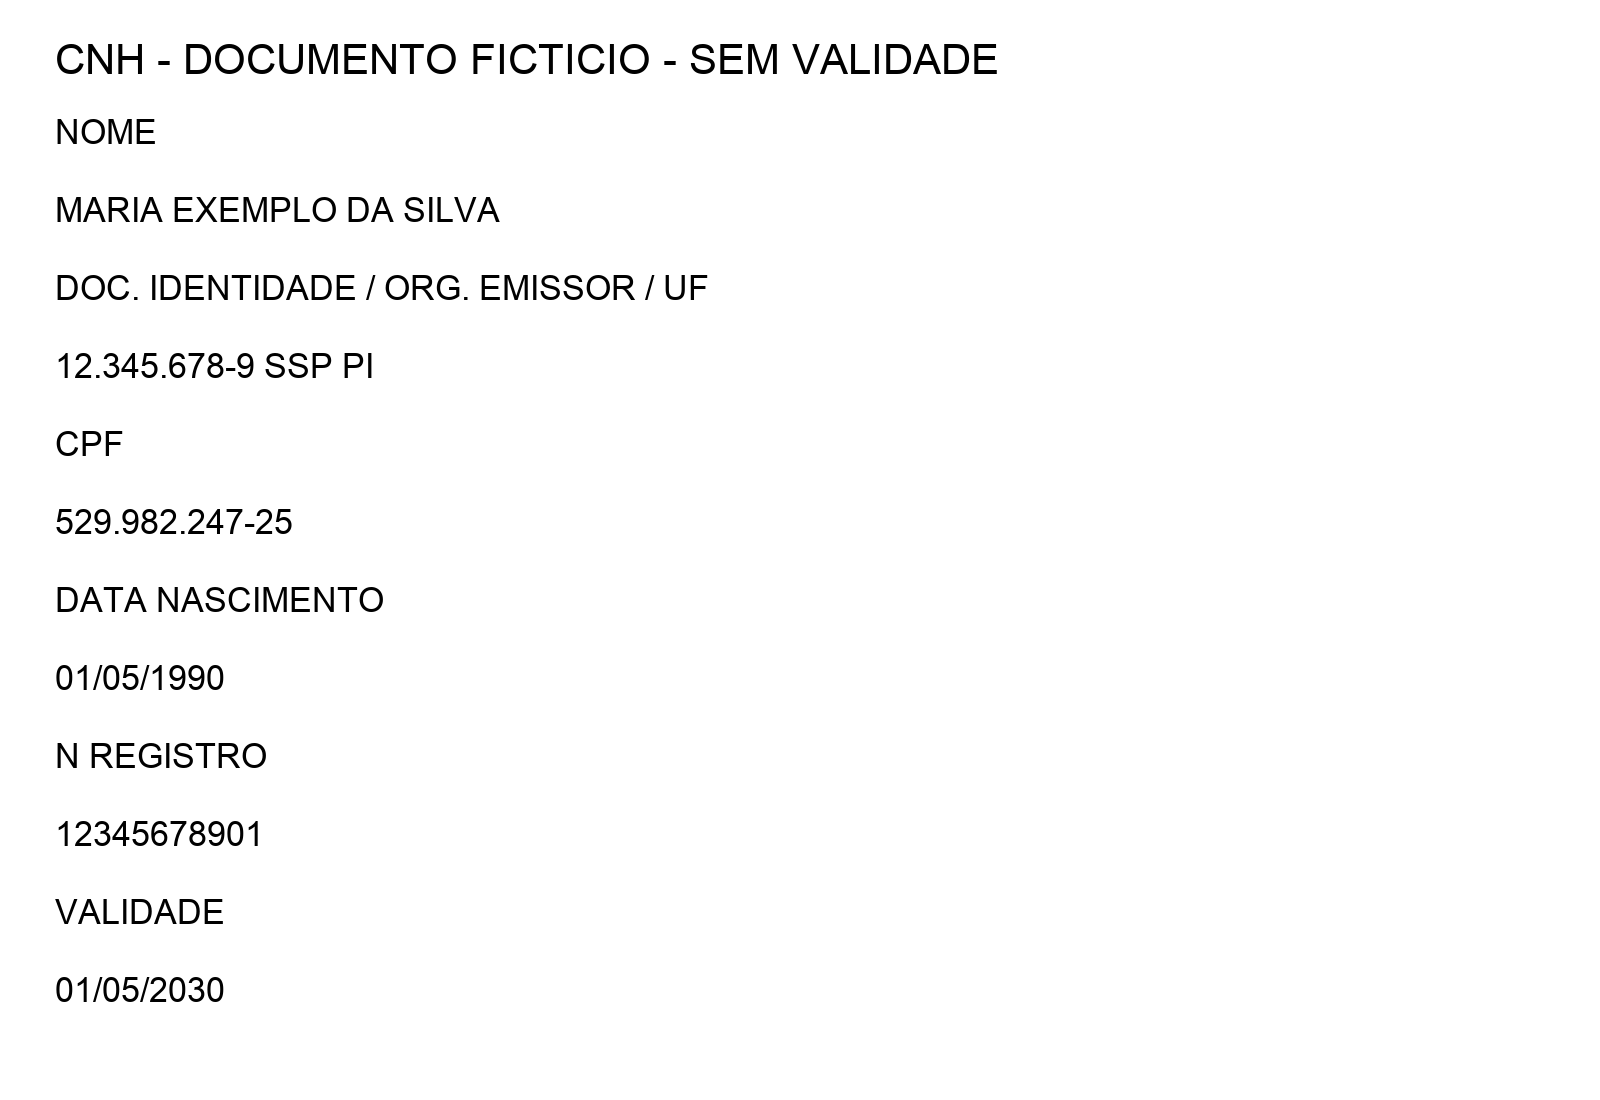 CNH - DOCUMENTO FICTICIO - SEM VALIDADE
NOME
MARIA EXEMPLO DA SILVA
DOC. IDENTIDADE / ORG. EMISSOR / UF
12.345.678-9 SSP PI
CPF
529.982.247-25
DATA NASCIMENTO
01/05/1990
N REGISTRO
12345678901
VALIDADE
01/05/2030